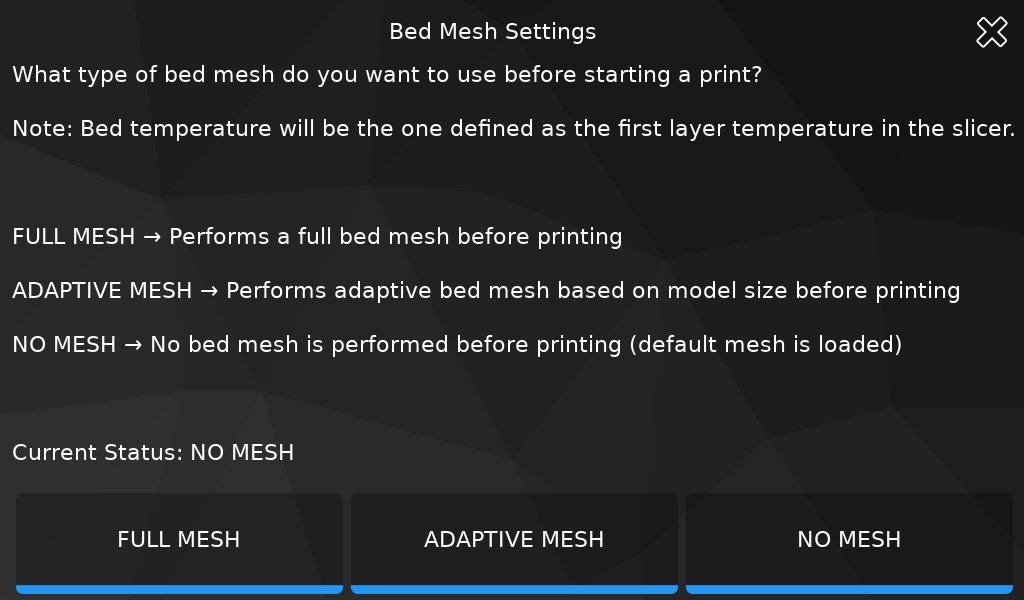 Bed Mesh Settings
What type of bed mesh do you want to use before starting a print?
Note: Bed temperature will be the one defined as the first layer temperature in the slicer.
FULL MESH → Performs a full bed mesh before printing
ADAPTIVE MESH → Performs adaptive bed mesh based on model size before printing
NO MESH → No bed mesh is performed before printing (default mesh is loaded)
Current Status: NO MESH
FULL MESH
ADAPTIVE MESH
NO MESH